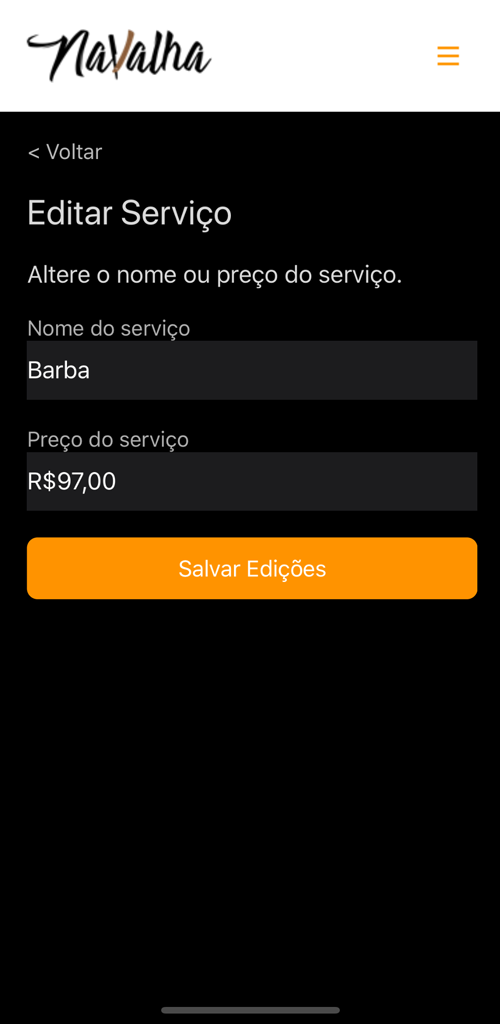 Navalha
< Voltar
Editar Serviço
Altere o nome ou preço do serviço.
Nome do serviço
Barba
Preço do serviço
R$97,00
Salvar Edições